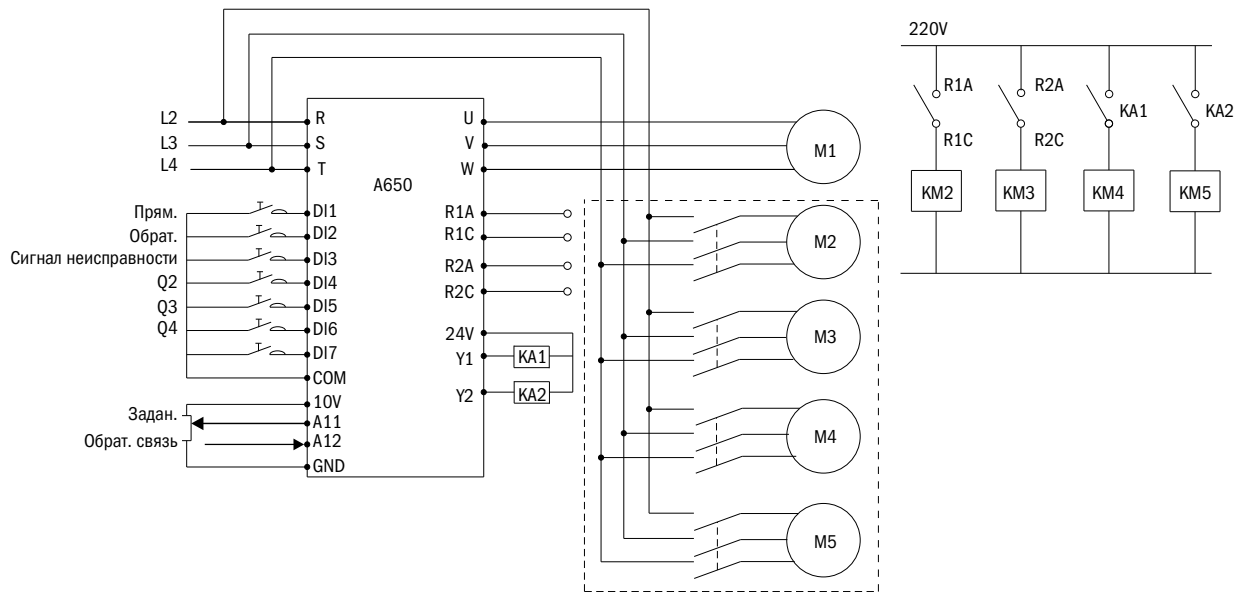 L2
L3
L4
R
S
T
A650
U
V
W
M1
Прям.
Обрат.
Сигнал неисправности
Q2
Q3
Q4
DI1
DI2
DI3
DI4
DI5
DI6
DI7
COM
10V
A11
A12
GND
Задан.
Обрат. связь
R1A
R1C
R2A
R2C
24V
Y1
Y2
KA1
KA2
M2
M3
M4
M5
220V
R1A
R1C
R2A
R2C
KA1
KA2
KM2
KM3
KM4
KM5